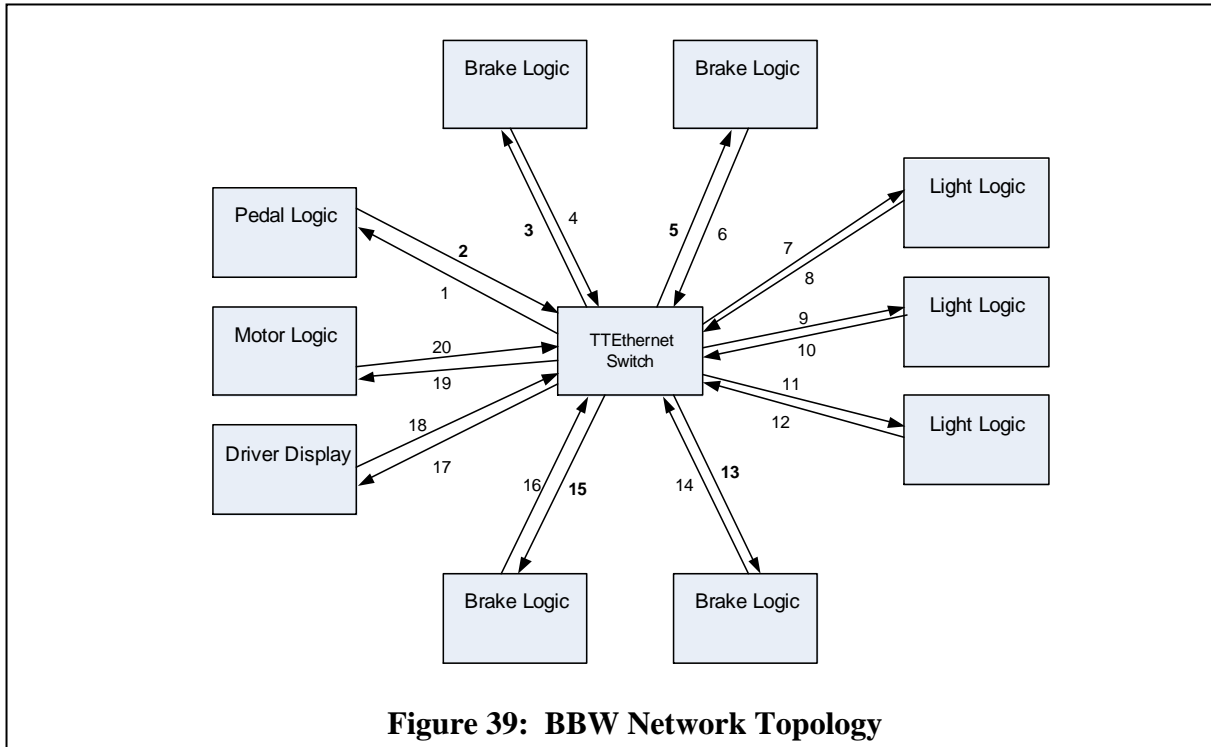 Brake Logic
Brake Logic
Light Logic
Pedal Logic
4
3
5
6
7
2
8
1
Light Logic
9
Motor Logic
TTEthernet
Switch
20
10
19
11
Light Logic
12
18
Driver Display
17
13
16
15
14
Brake Logic
Brake Logic
Figure 39: BBW Network Topology